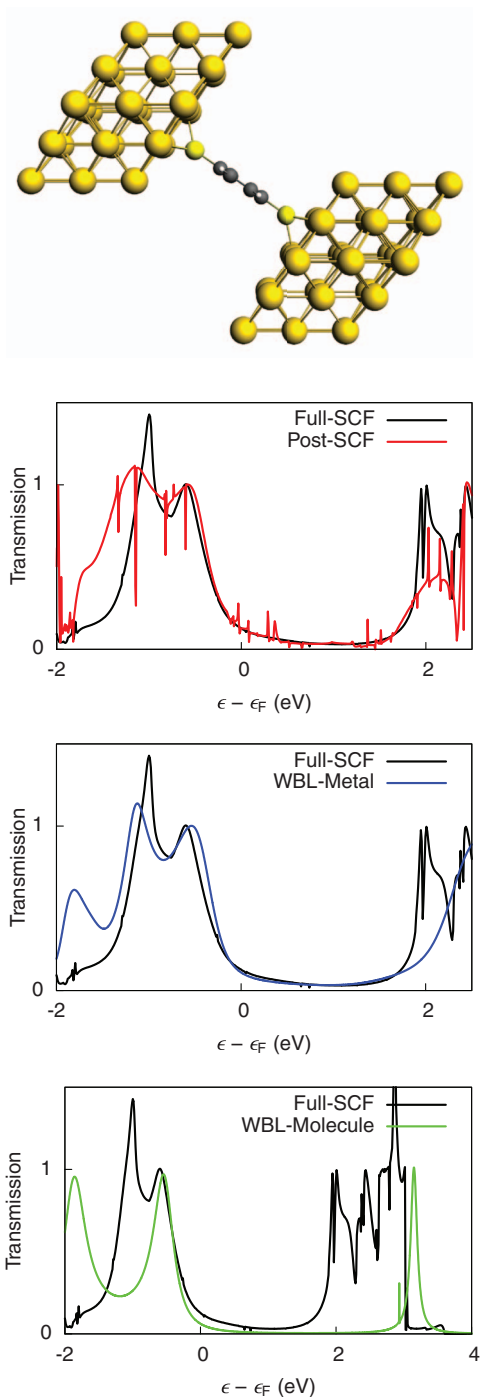 Full-SCF
Post-SCF
Transmission
1
0
-2
0
2
ϵ − ϵF (eV)
Full-SCF
WBL-Metal
Transmission
1
0
-2
0
2
ϵ − ϵF (eV)
Full-SCF
WBL-Molecule
Transmission
1
0
-2
0
2
4
ϵ − ϵF (eV)